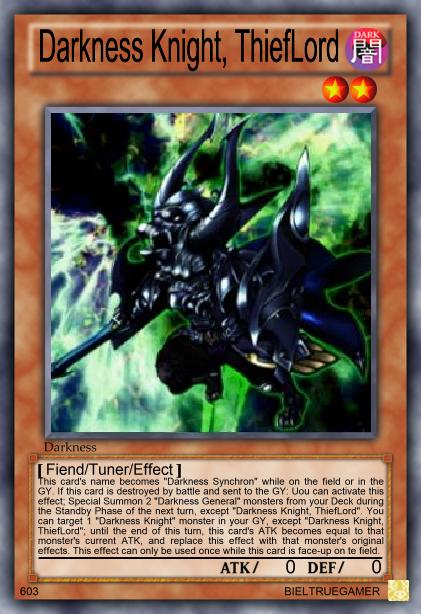 Darkness Knight, ThiefLord
DARK
闇
Darkness
[ Fiend/Tuner/Effect ]
This card's name becomes "Darkness Synchron" while on the field or in the
GY. If this card is destroyed by battle and sent to the GY: Uou can activate this
effect; Special Summon 2 "Darkness General" monsters from your Deck during
the Standby Phase of the next turn, except "Darkness Knight, ThiefLord". You
can target 1 "Darkness Knight" monster in your GY, except "Darkness Knight,
ThiefLord"; until the end of this turn, this card's ATK becomes equal to that
monster's current ATK, and replace this effect with that monster's original
effects. This effect can only be used once while this card is face-up on te field.
ATK/ 0 DEF/ 0
603 BIELTRUEGAMER